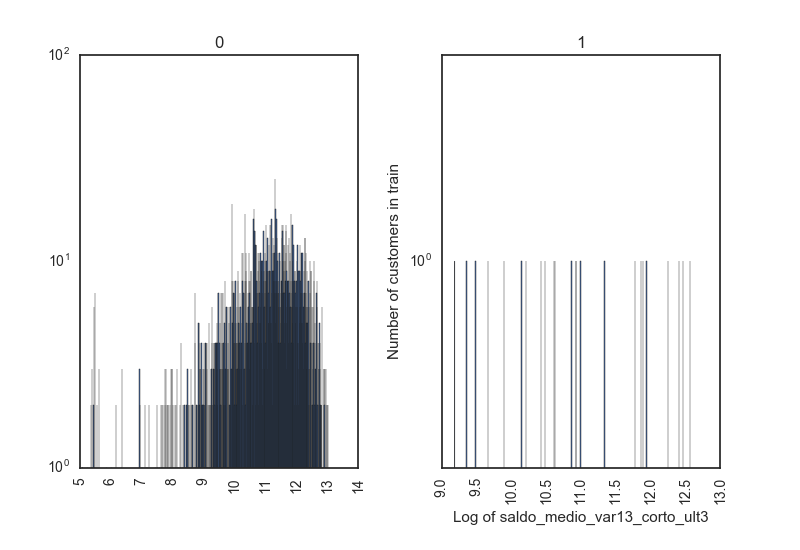 0
10²
10¹
10⁰
5 6 7 8 9 10 11 12 13 14
1
Number of customers in train
10⁰
9.0 9.5 10.0 10.5 11.0 11.5 12.0 12.5 13.0
Log of saldo_medio_var13_corto_ult3